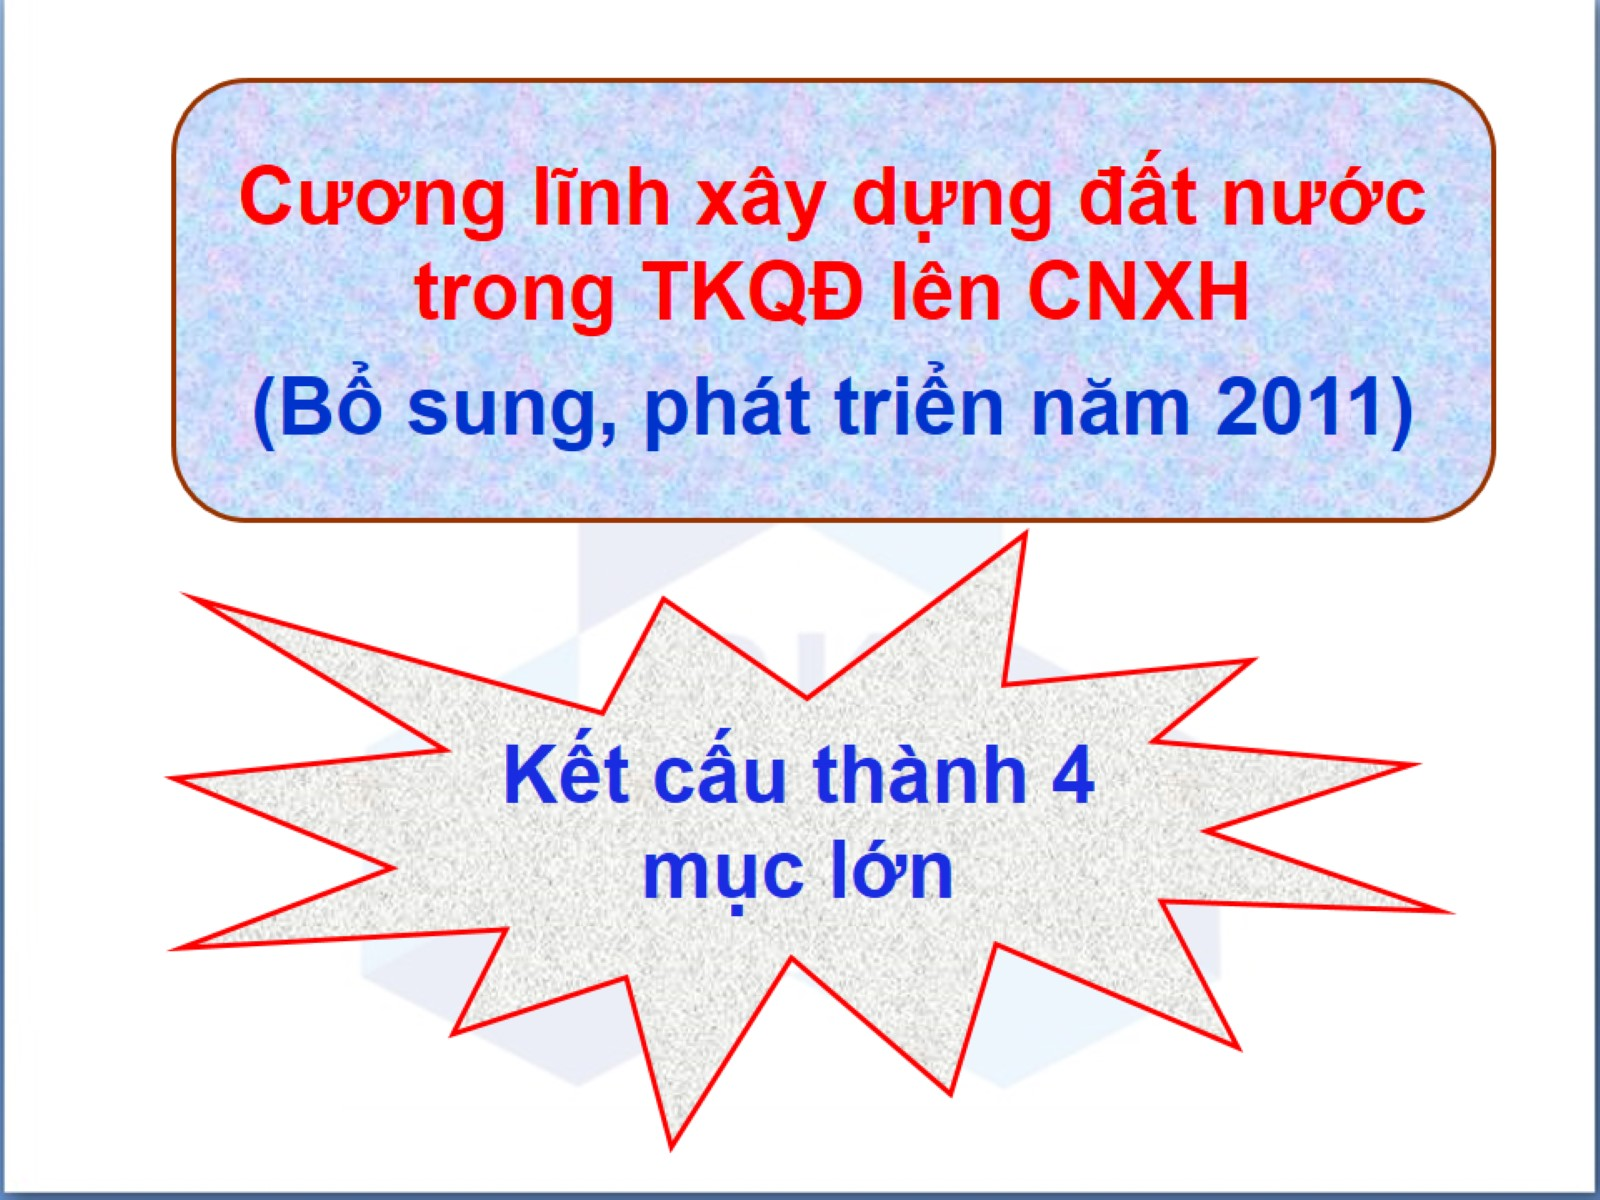 Cương lĩnh xây dựng đất nước
trong TKQĐ lên CNXH
(Bổ sung, phát triển năm 2011)
Kết cấu thành 4
mục lớn